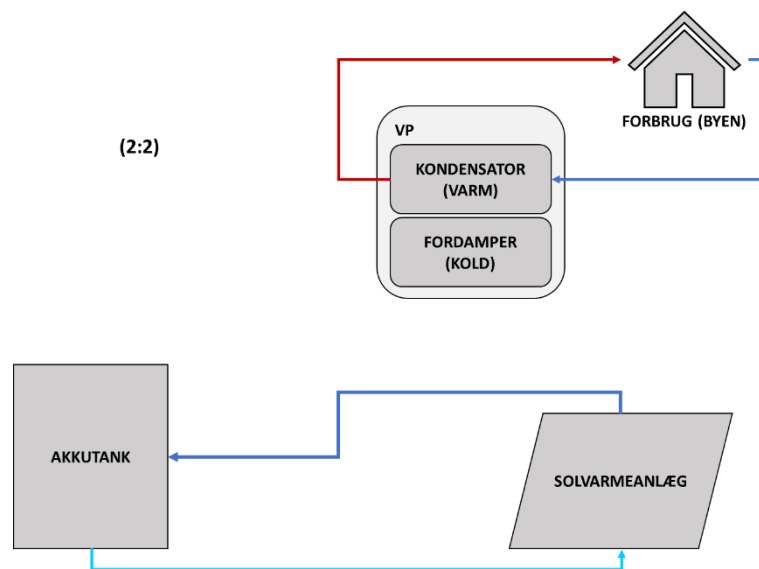 FORBRUG (BYEN)
VP
(2:2)
KONDENSATOR
(VARM)
FORDAMPER
(KOLD)
AKKUTANK
SOLVARMEANLÆG